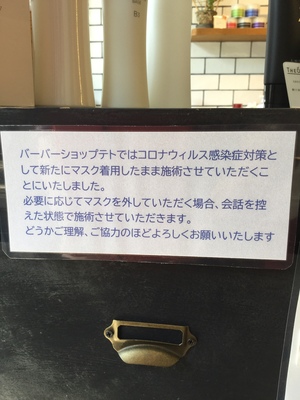 バーバーショップテトではコロナウィルス感染症対策と
して新たにマスク着用したまま施術させていただくこ
とにいたしました。
必要に応じてマスクを外していただく場合、会話を控
えた状態で施術させていただきます。
どうかご理解、ご協力のほどよろしくお願いいたします